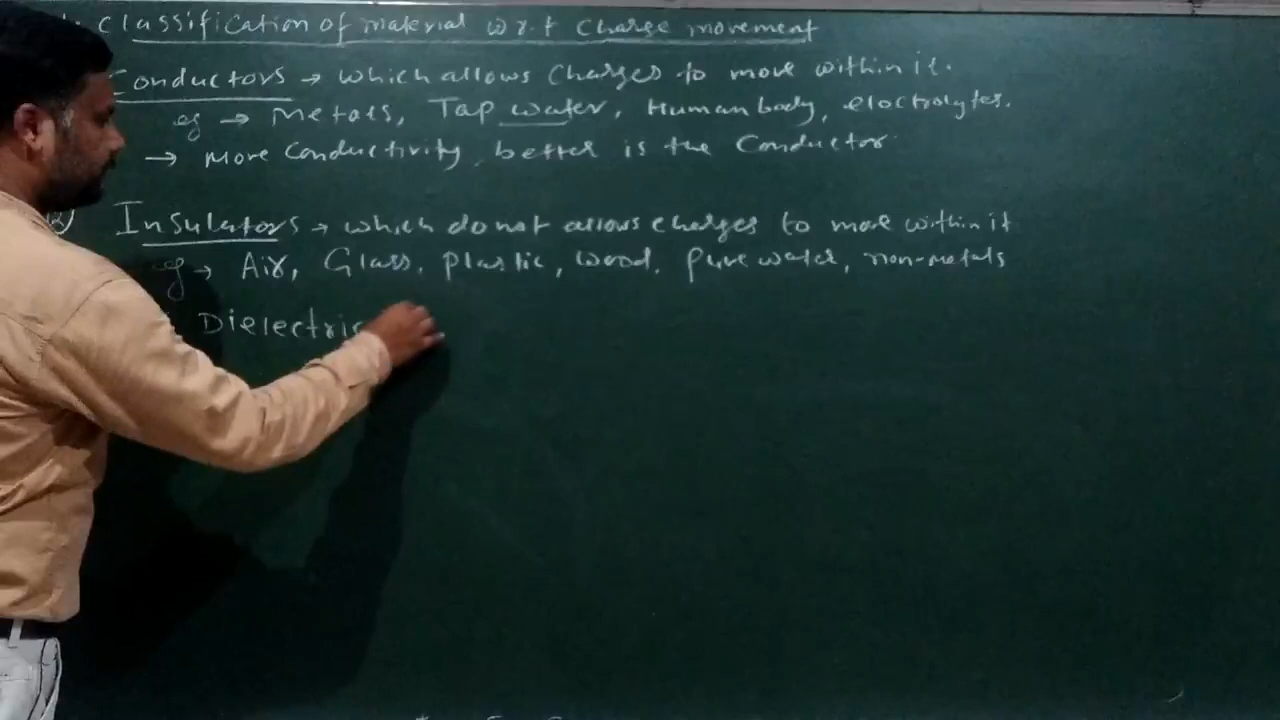 Classification of material w.r.t Charge movement
Conductors → which allows Charges to move within it.
eg → Metals, Tap water, Human body, electrolytes.
→ More Conductivity, better is the Conductor
Insulators → which do not allows charges to move within it
eg → Air, Glass, plastic, wood, pure water, non-metals
Dielectric